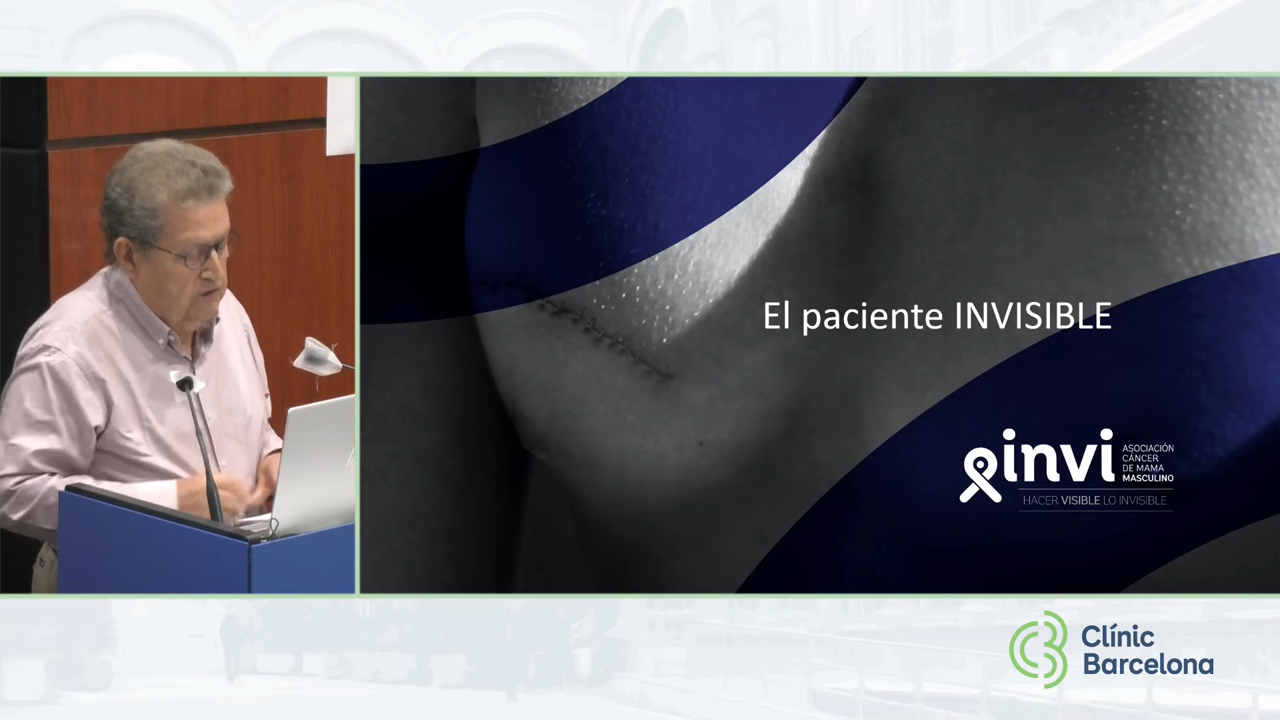 El paciente INVISIBLE
invi
ASOCIACIÓN
CÁNCER
DE MAMA
MASCULINO
HACER VISIBLE LO INVISIBLE
Clínic
Barcelona